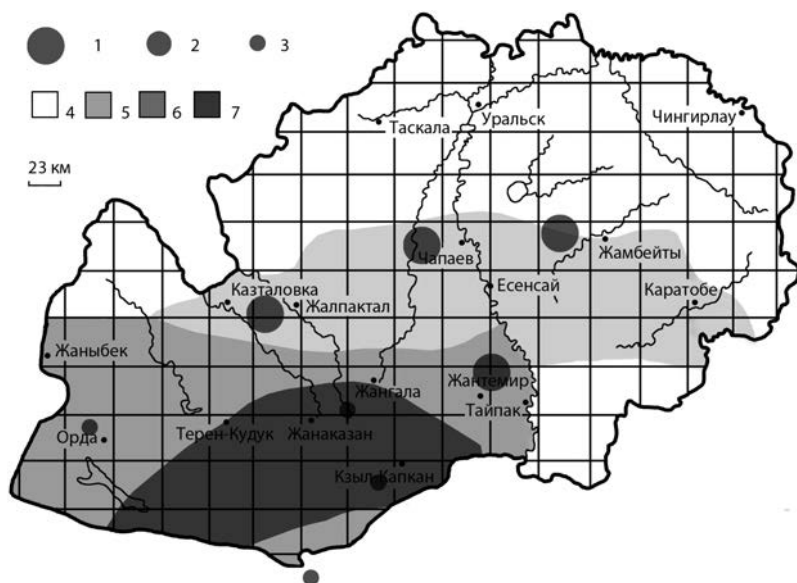 1 2 3
4 5 6 7
23 км
Таскала
Уральск
Чингирлау
Чапаев
Жамбейты
Есенсай
Казталовка
Жалпактал
Каратобе
Жаныбек
Жангала
Жантемир
Тайпак
Орда
Терен-Кудук
Жанаказан
Кзыл-Капкан